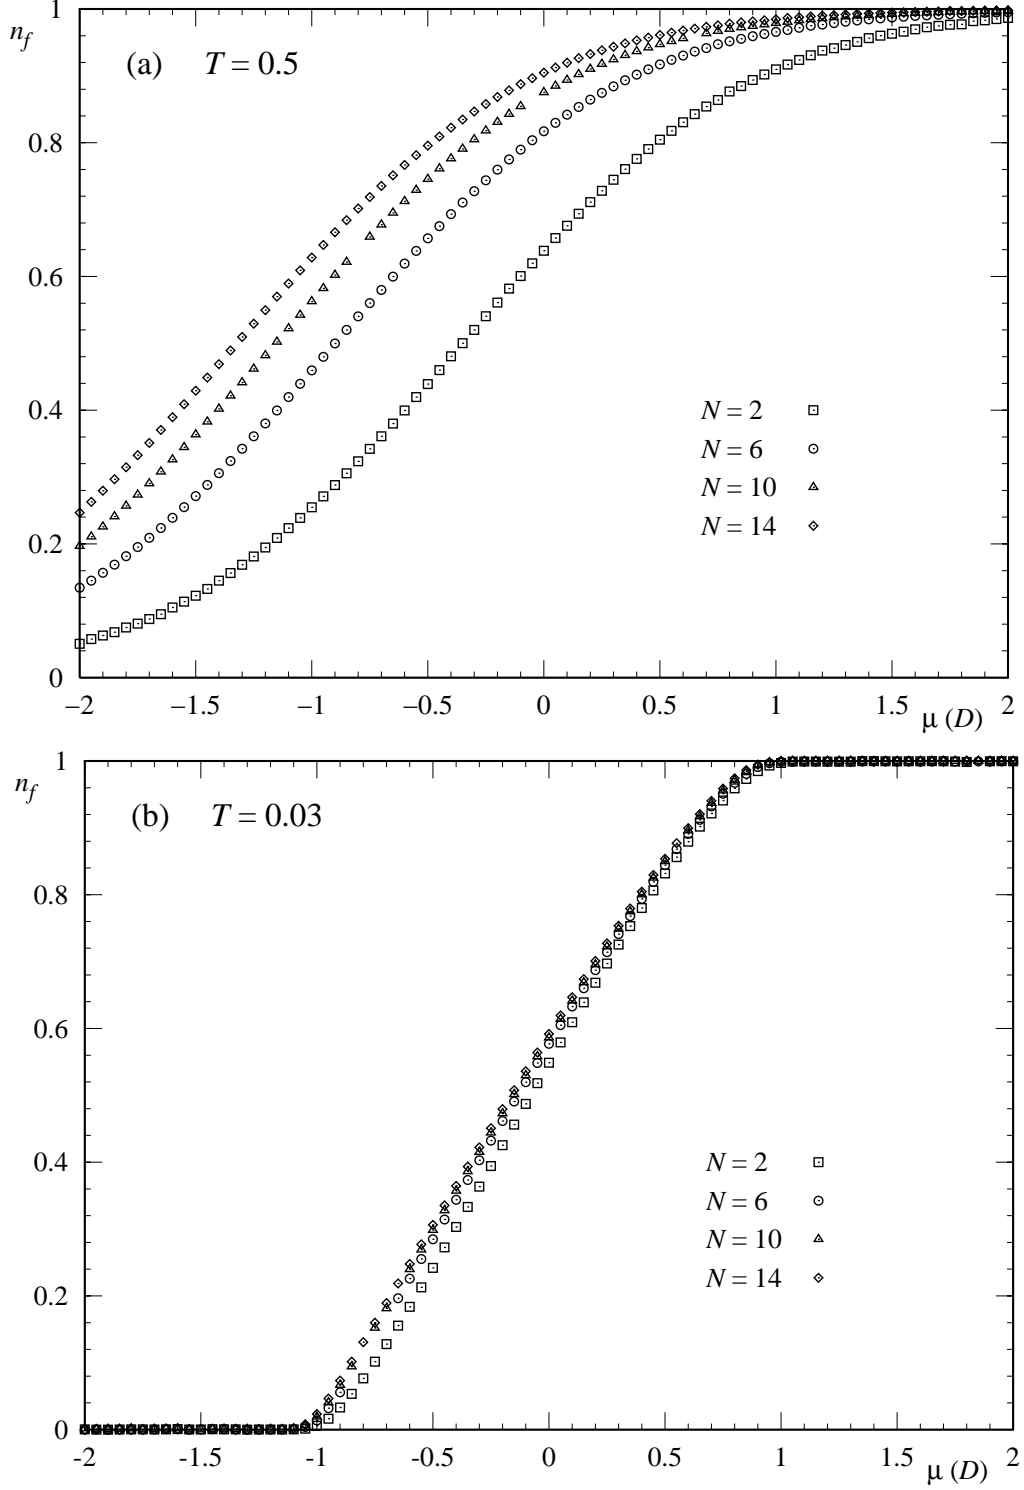 1
n_f
(a) T = 0.5
0.8
0.6
0.4
0.2
0
N = 2
N = 6
N = 10
N = 14
−2 −1.5 −1 −0.5 0 0.5 1 1.5 2
μ (D)
1
n_f
(b) T = 0.03
0.8
0.6
0.4
0.2
0
N = 2
N = 6
N = 10
N = 14
-2 -1.5 -1 -0.5 0 0.5 1 1.5 2
μ (D)